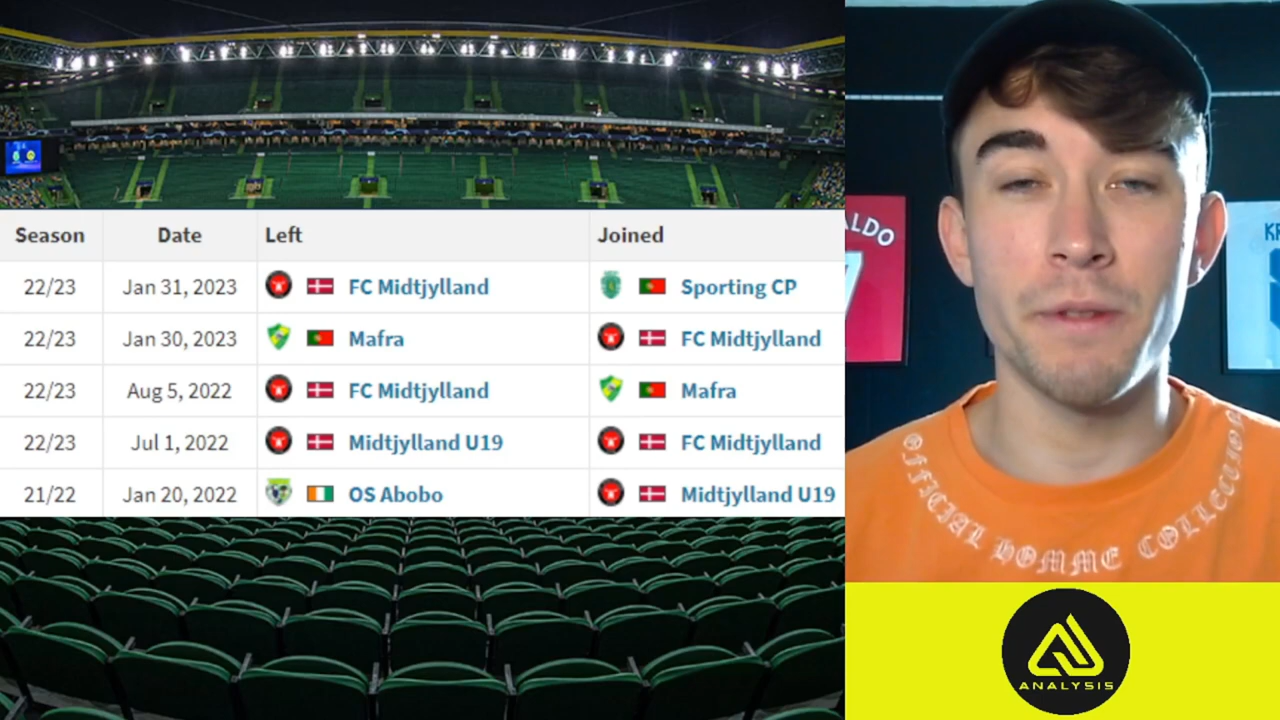 Season Date Left Joined
22/23 Jan 31, 2023 FC Midtjylland Sporting CP
22/23 Jan 30, 2023 Mafra FC Midtjylland
22/23 Aug 5, 2022 FC Midtjylland Mafra
22/23 Jul 1, 2022 Midtjylland U19 FC Midtjylland
21/22 Jan 20, 2022 OS Abobo Midtjylland U19
ALDO
7
KR
OFFICIAL HOMME COLLECTION
ANALYSIS